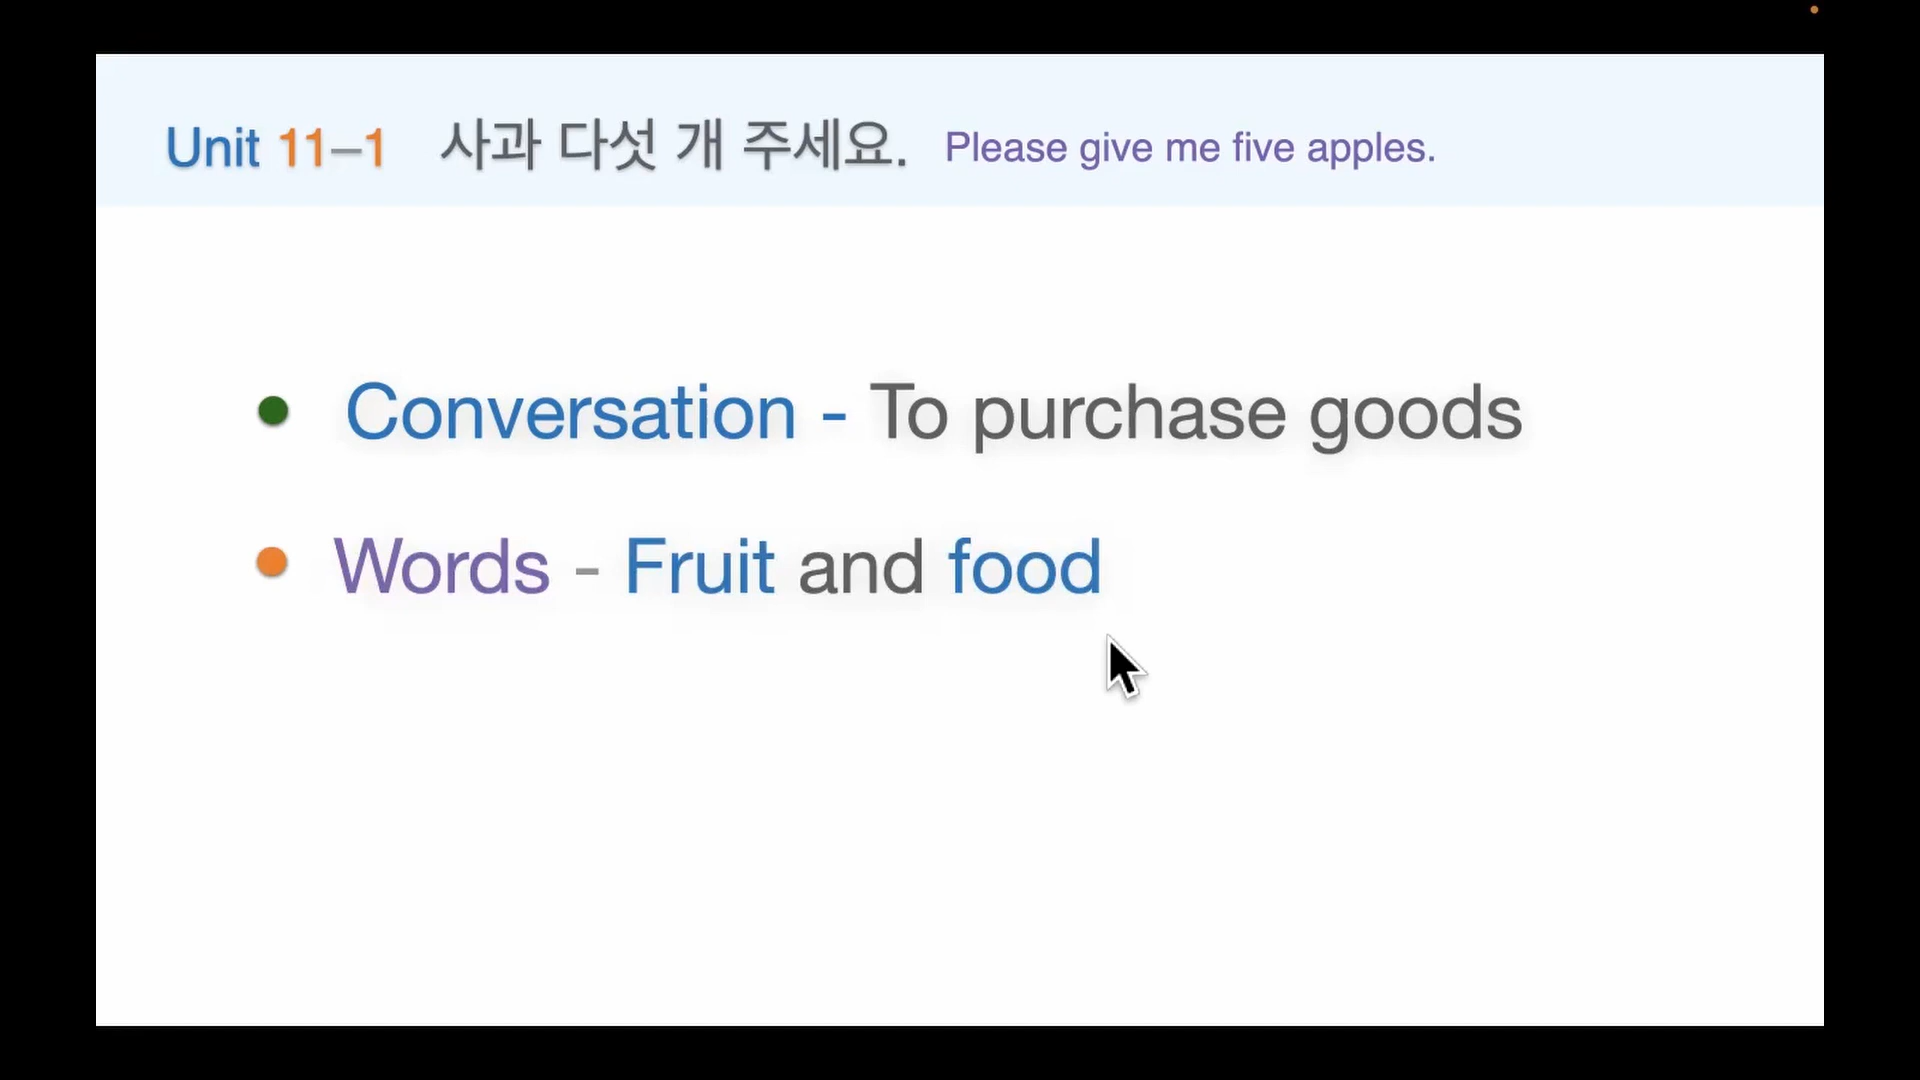 Unit 11–1 사과 다섯 개 주세요. Please give me five apples.
Conversation - To purchase goods
Words - Fruit and food